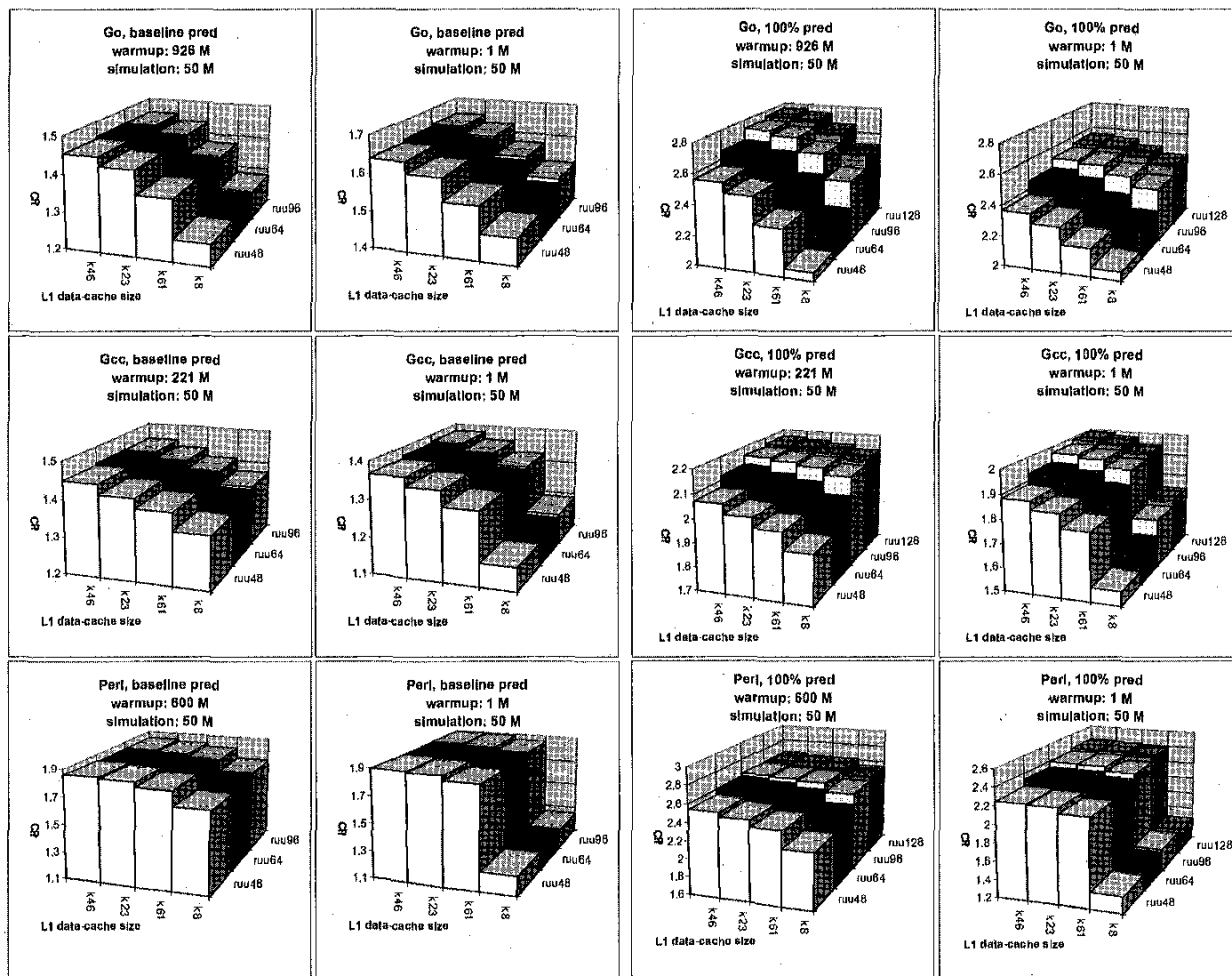 Go, baseline pred
warmup: 926 M
simulation: 50 M
1.5
1.4
1.3
1.2
ruu96
ruu64
ruu48
k46
k23
k61
k8
L1 data-cache size
Go, baseline pred
warmup: 1 M
simulation: 50 M
1.7
1.6
1.5
1.4
ruu96
ruu64
ruu48
k46
k23
k61
k8
L1 data-cache size
Go, 100% pred
warmup: 926 M
simulation: 50 M
2.8
2.6
2.4
2.2
2
ruu128
ruu96
ruu64
ruu48
k46
k23
k61
k8
L1 data-cache size
Go, 100% pred
warmup: 1 M
simulation: 50 M
2.8
2.6
2.4
2.2
2
ruu128
ruu96
ruu64
ruu48
k46
k23
k61
k8
L1 data-cache size
Gcc, baseline pred
warmup: 221 M
simulation: 50 M
1.5
1.4
1.3
1.2
ruu96
ruu64
ruu48
k46
k23
k61
k8
L1 data-cache size
Gcc, baseline pred
warmup: 1 M
simulation: 50 M
1.4
1.3
1.2
1.1
ruu96
ruu64
ruu48
k46
k23
k61
k8
L1 data-cache size
Gcc, 100% pred
warmup: 221 M
simulation: 50 M
2.2
2.1
2
1.9
1.8
1.7
ruu128
ruu96
ruu64
ruu48
k46
k23
k61
k8
L1 data-cache size
Gcc, 100% pred
warmup: 1 M
simulation: 50 M
2
1.9
1.8
1.7
1.6
1.5
ruu128
ruu96
ruu64
ruu48
k46
k23
k61
k8
L1 data-cache size
Perl, baseline pred
warmup: 600 M
simulation: 50 M
1.9
1.7
1.5
1.3
1.1
ruu96
ruu64
ruu48
k46
k23
k61
k8
L1 data-cache size
Perl, baseline pred
warmup: 1 M
simulation: 50 M
1.9
1.7
1.5
1.3
1.1
ruu96
ruu64
ruu48
k46
k23
k61
k8
L1 data-cache size
Perl, 100% pred
warmup: 600 M
simulation: 50 M
3
2.8
2.6
2.4
2.2
2
1.8
1.6
ruu128
ruu96
ruu64
ruu48
k46
k23
k61
k8
L1 data-cache size
Perl, 100% pred
warmup: 1 M
simulation: 50 M
2.6
2.4
2.2
2
1.8
1.6
1.4
1.2
ruu128
ruu96
ruu64
ruu48
k46
k23
k61
k8
L1 data-cache size